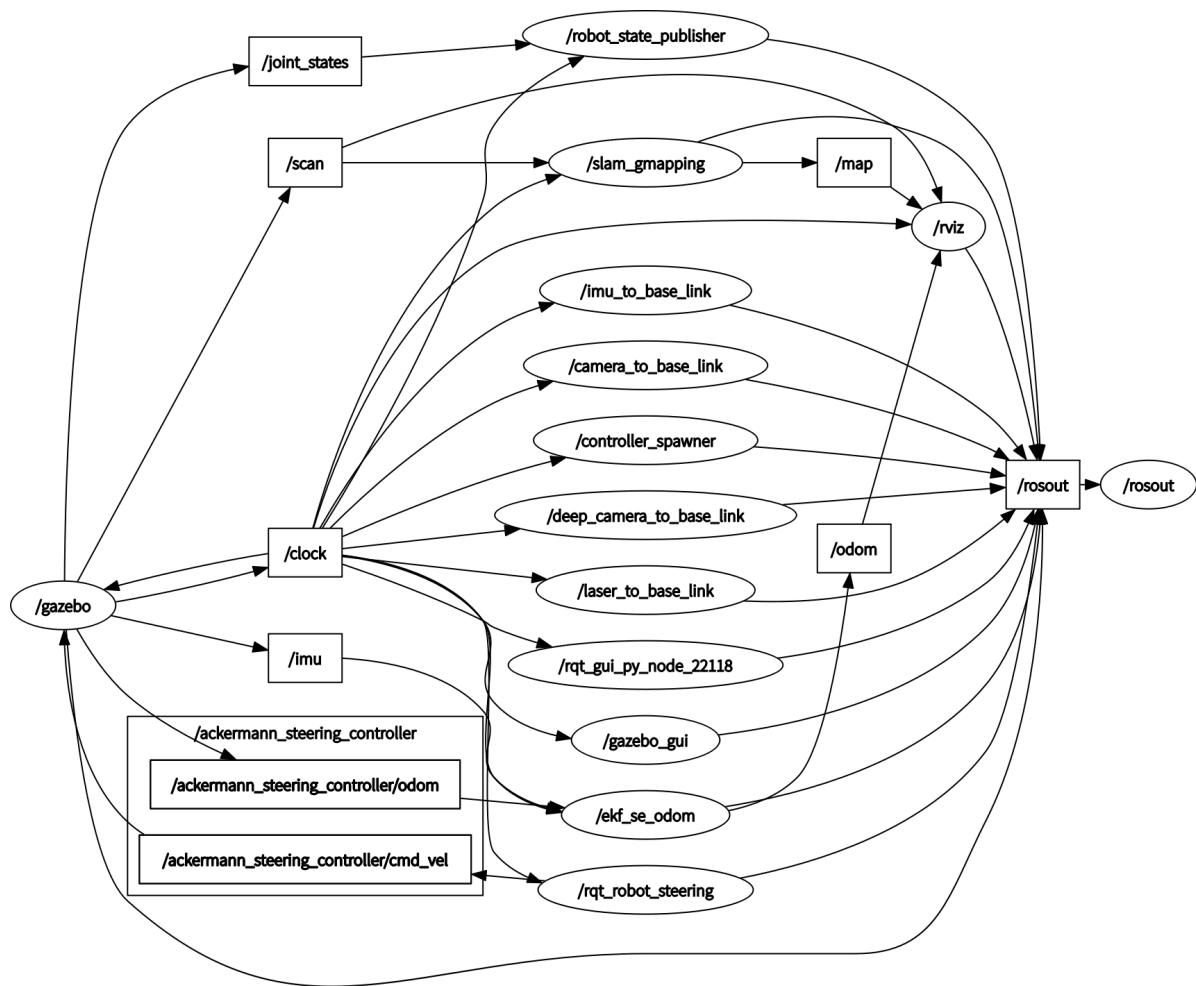 /robot_state_publisher
/joint_states
/scan
/slam_gmapping
/map
/rviz
/imu_to_base_link
/camera_to_base_link
/controller_spawner
/rosout
/rosout
/deep_camera_to_base_link
/odom
/clock
/laser_to_base_link
/gazebo
/imu
/rqt_gui_py_node_22118
/ackermann_steering_controller
/gazebo_gui
/ackermann_steering_controller/odom
/ekf_se_odom
/ackermann_steering_controller/cmd_vel
/rqt_robot_steering